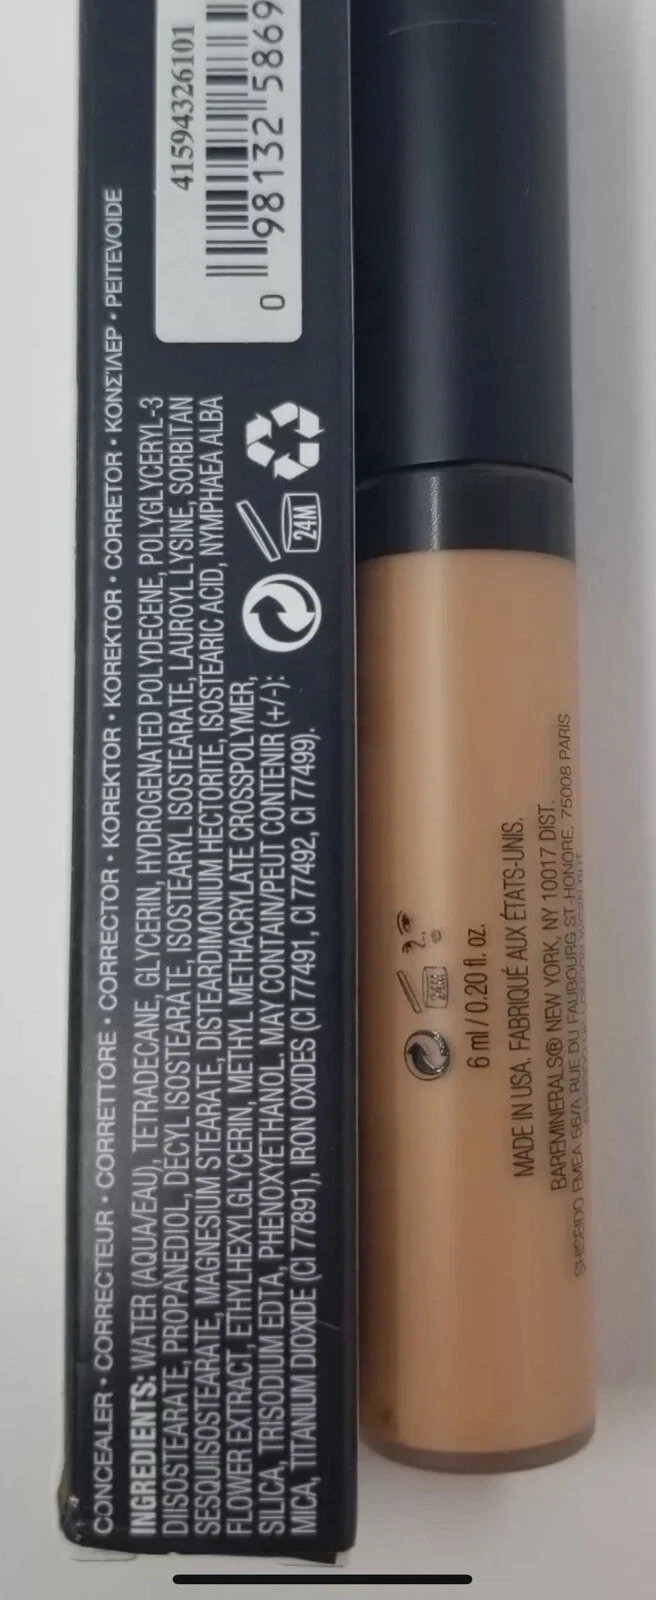 CONCEALER • CORRECTEUR • CORRETTORE • CORRECTOR • KOREKTOR • KOREKTOR • CORRETOR • ΚΟΝΣΊΛΕΡ • PEITEVOIDE
INGREDIENTS: WATER (AQUA/EAU), TETRADECANE, GLYCERIN, HYDROGENATED POLYDECENE, POLYGLYCERYL-3
DIISOSTEARATE, PROPANEDIOL, DECYL ISOSTEARATE, ISOSTEARYL ISOSTEARATE, LAUROYL LYSINE, SORBITAN
SESQUIISOSTEARATE, MAGNESIUM STEARATE, DISTEARDIMONIUM HECTORITE, ISOSTEARIC ACID, NYMPHAEA ALBA
FLOWER EXTRACT, ETHYLHEXYLGLYCERIN, METHYL METHACRYLATE CROSSPOLYMER,
SILICA, TRISODIUM EDTA, PHENOXYETHANOL. MAY CONTAIN/PEUT CONTENIR (+/-):
MICA, TITANIUM DIOXIDE (CI 77891), IRON OXIDES (CI 77491, CI 77492, CI 77499).
24M
41594326101
0 98132 5869
24M
6 ml / 0.20 fl. oz.
MADE IN USA. FABRIQUÉ AUX ÉTATS-UNIS.
BAREMINERALS® NEW YORK, NY 10017 DIST.
SHISEIDO EMEA 56/A RUE DU FAUBOURG ST-HONORE, 75008 PARIS